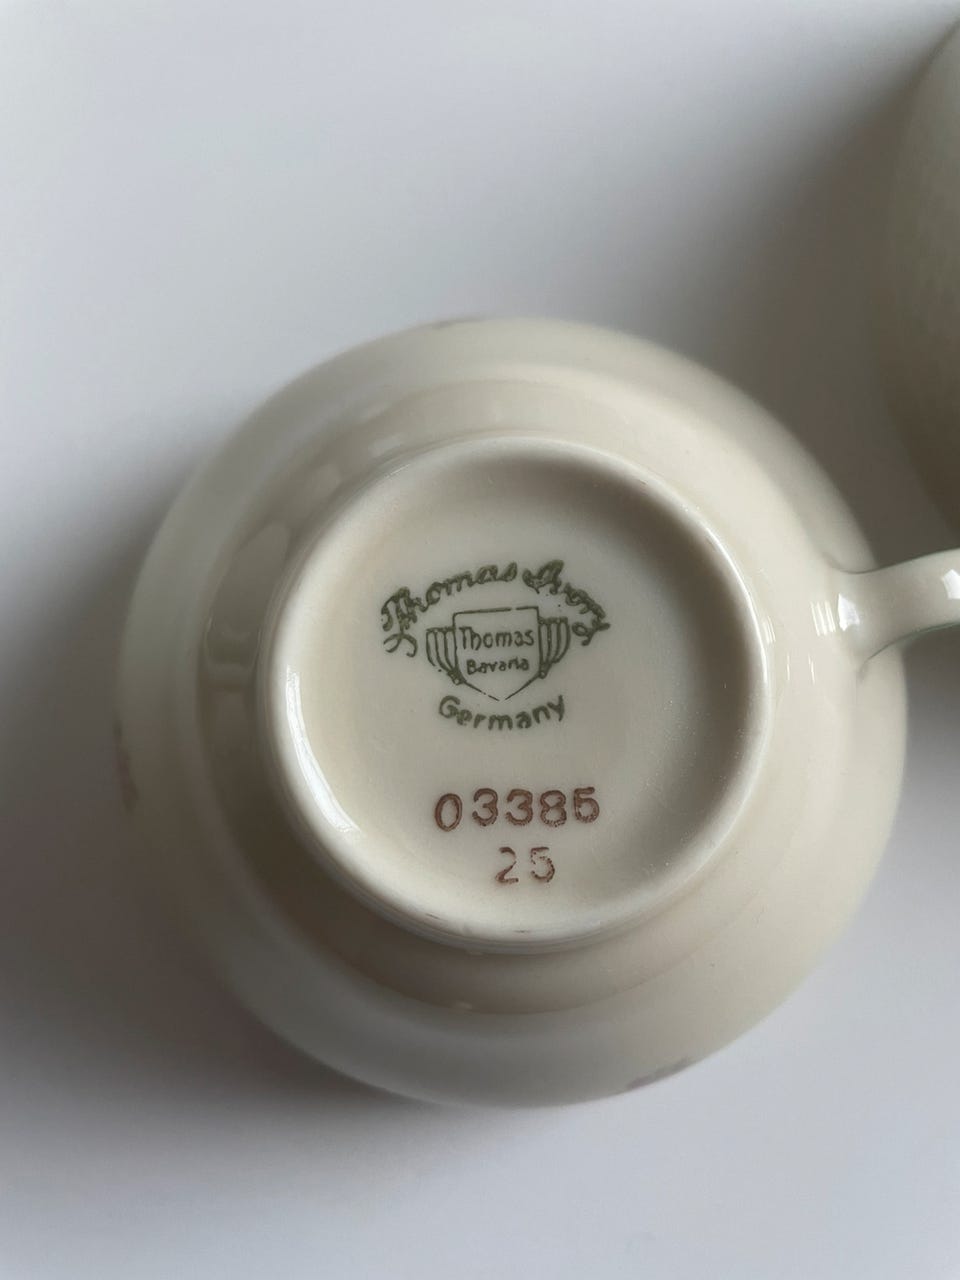 Thomas Ivory
Thomas
Bavaria
Germany
03385
25